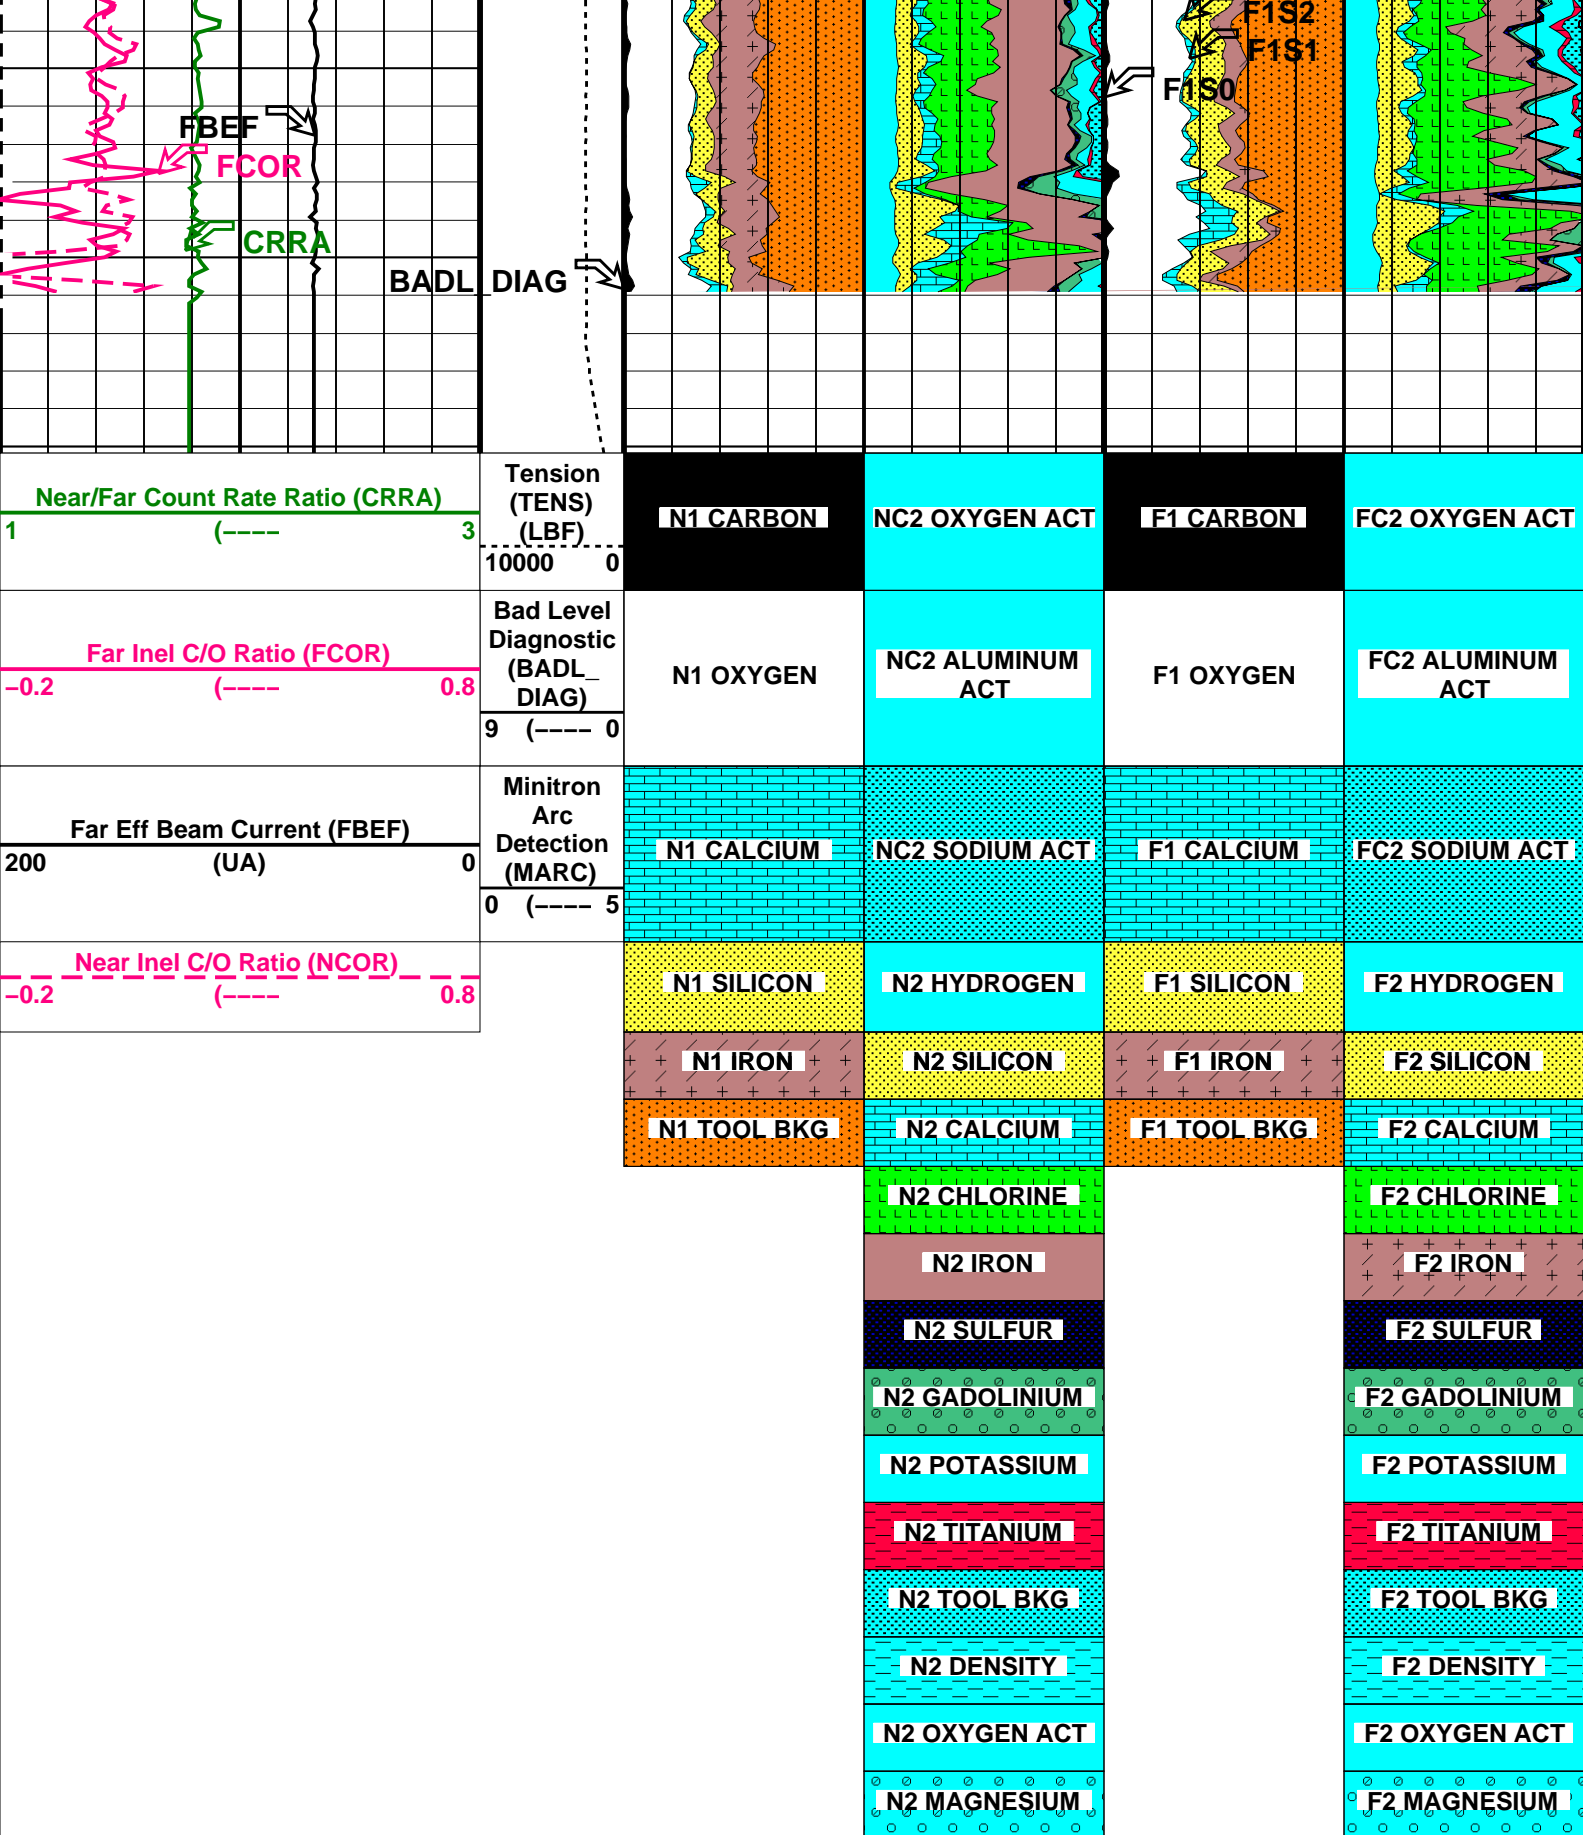 F1S2
F1S1
F1S0
FBEF
FCOR
CRRA
BADL_DIAG
Near/Far Count Rate Ratio (CRRA)
1 (---- 3
Far Inel C/O Ratio (FCOR)
−0.2 (---- 0.8
Far Eff Beam Current (FBEF)
200 (UA) 0
Near Inel C/O Ratio (NCOR)
−0.2 (---- 0.8
Tension
(TENS)
(LBF)
10000 0
Bad Level
Diagnostic
(BADL_
DIAG)
9 (---- 0
Minitron
Arc
Detection
(MARC)
0 (---- 5
N1 CARBON
N1 OXYGEN
N1 CALCIUM
N1 SILICON
N1 IRON
N1 TOOL BKG
NC2 OXYGEN ACT
NC2 ALUMINUM
ACT
NC2 SODIUM ACT
N2 HYDROGEN
N2 SILICON
N2 CALCIUM
N2 CHLORINE
N2 IRON
N2 SULFUR
N2 GADOLINIUM
N2 POTASSIUM
N2 TITANIUM
N2 TOOL BKG
N2 DENSITY
N2 OXYGEN ACT
N2 MAGNESIUM
F1 CARBON
F1 OXYGEN
F1 CALCIUM
F1 SILICON
F1 IRON
F1 TOOL BKG
FC2 OXYGEN ACT
FC2 ALUMINUM
ACT
FC2 SODIUM ACT
F2 HYDROGEN
F2 SILICON
F2 CALCIUM
F2 CHLORINE
F2 IRON
F2 SULFUR
F2 GADOLINIUM
F2 POTASSIUM
F2 TITANIUM
F2 TOOL BKG
F2 DENSITY
F2 OXYGEN ACT
F2 MAGNESIUM